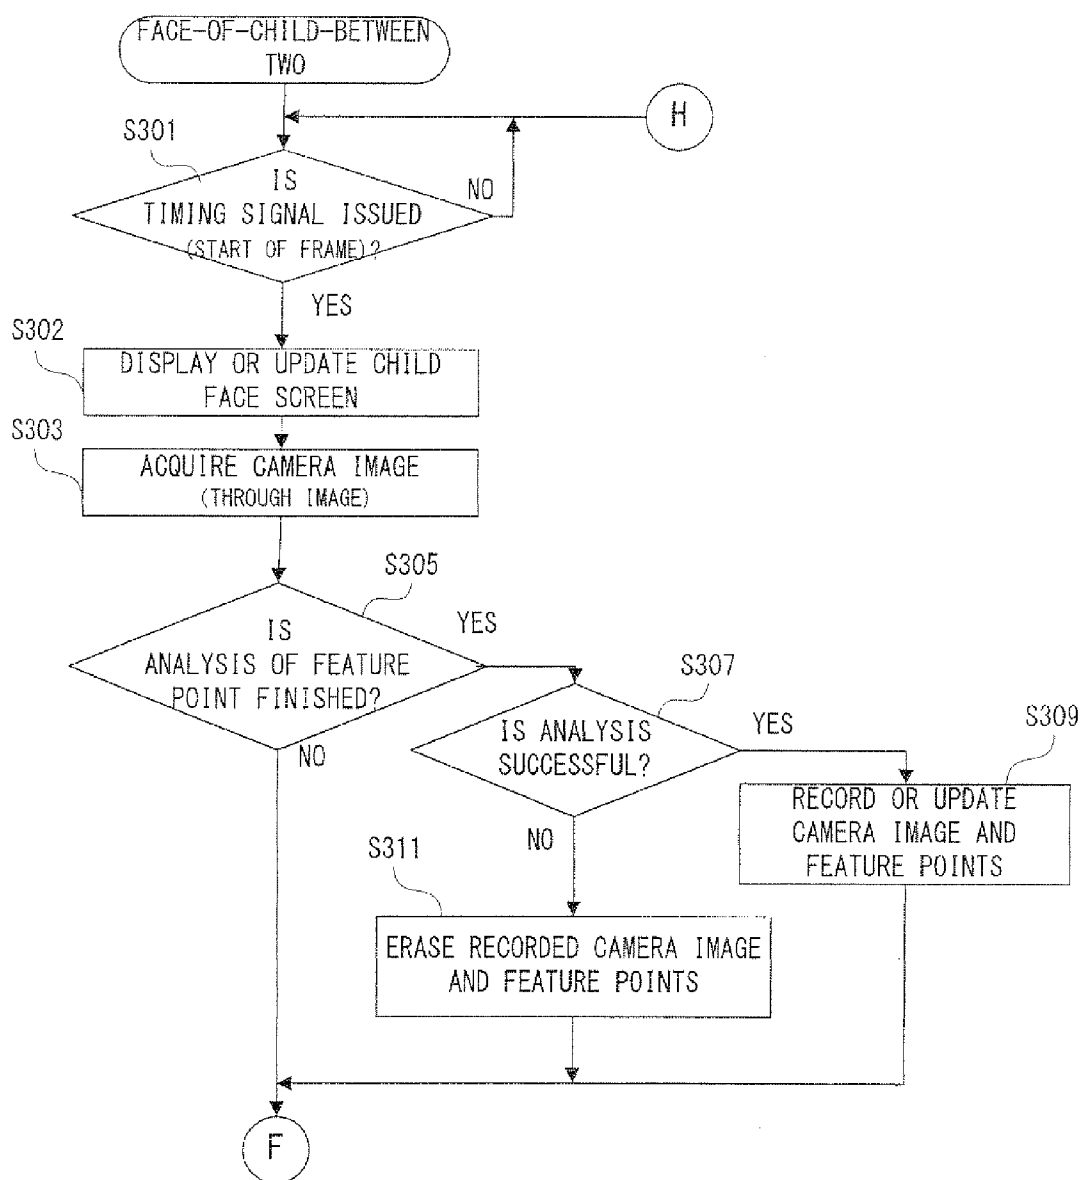 FACE-OF-CHILD-BETWEEN
TWO
H
S301
IS
TIMING SIGNAL ISSUED
(START OF FRAME)?
NO
YES
S302
DISPLAY OR UPDATE CHILD
FACE SCREEN
S303
ACQUIRE CAMERA IMAGE
(THROUGH IMAGE)
S305
IS
ANALYSIS OF FEATURE
POINT FINISHED?
YES
NO
S307
IS ANALYSIS
SUCCESSFUL?
YES
NO
S309
RECORD OR UPDATE
CAMERA IMAGE AND
FEATURE POINTS
S311
ERASE RECORDED CAMERA IMAGE
AND FEATURE POINTS
F